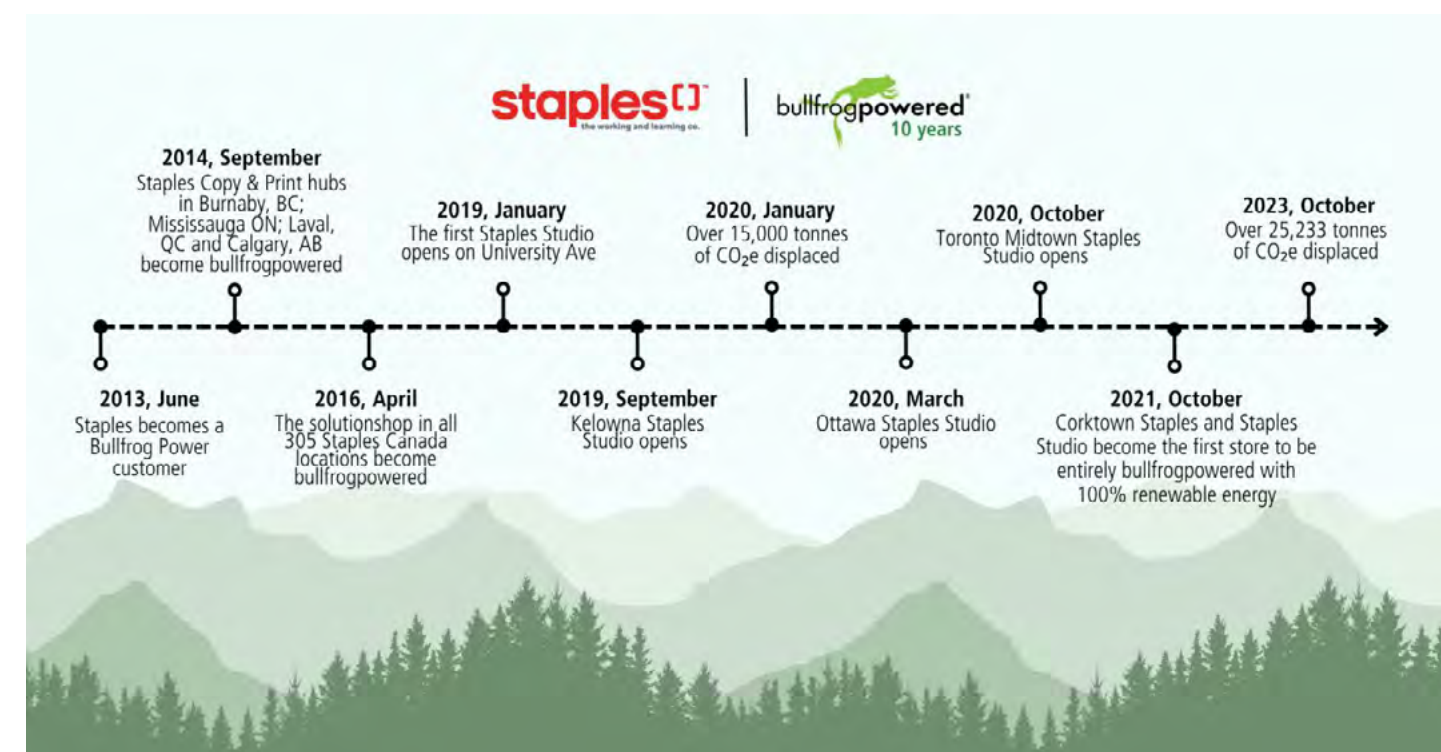 staples[]™
the working and learning co.
bullfrogpowered®
10 years
2014, September
Staples Copy & Print hubs
in Burnaby, BC;
Mississauga ON; Laval,
QC and Calgary, AB
become bullfrogpowered
2019, January
The first Staples Studio
opens on University Ave
2020, January
Over 15,000 tonnes
of CO₂e displaced
2020, October
Toronto Midtown Staples
Studio opens
2023, October
Over 25,233 tonnes
of CO₂e displaced
2013, June
Staples becomes a
Bullfrog Power
customer
2016, April
The solutionshop in all
305 Staples Canada
locations become
bullfrogpowered
2019, September
Kelowna Staples
Studio opens
2020, March
Ottawa Staples Studio
opens
2021, October
Corktown Staples and Staples
Studio become the first store to be
entirely bullfrogpowered with
100% renewable energy